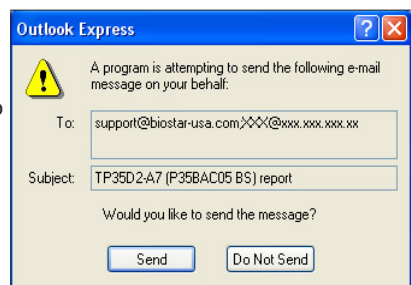 Outlook Express
A program is attempting to send the following e-mail
message on your behalf:
To: support@biostar-usa.com;XXX@xxx.xxx.xxx.xx
Subject: TP35D2-A7 (P35BAC05 BS) report
Would you like to send the message?
Send Do Not Send